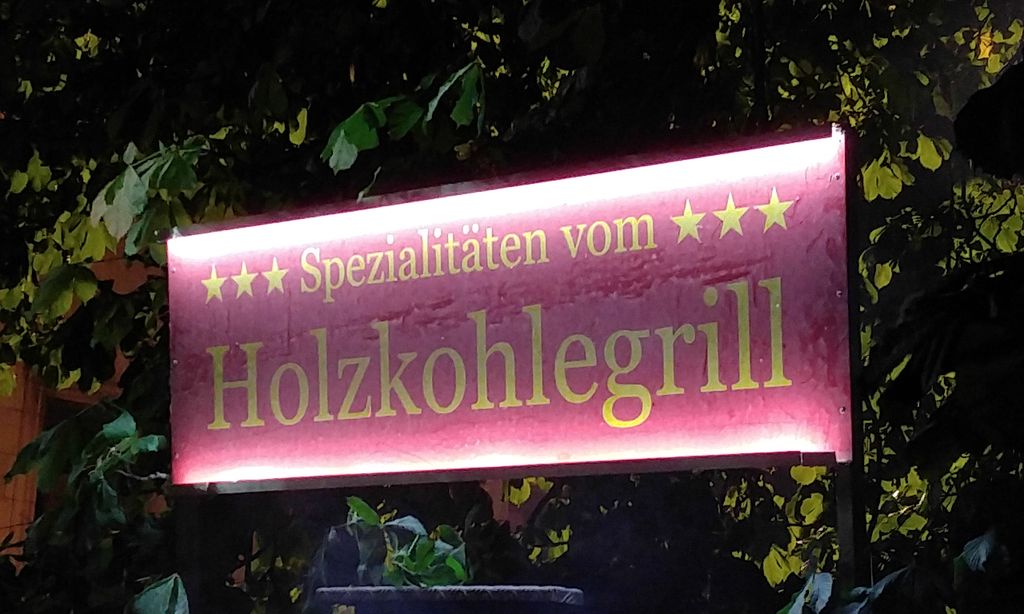 ★★★ Spezialitäten vom ★★★
Holzkohlegrill